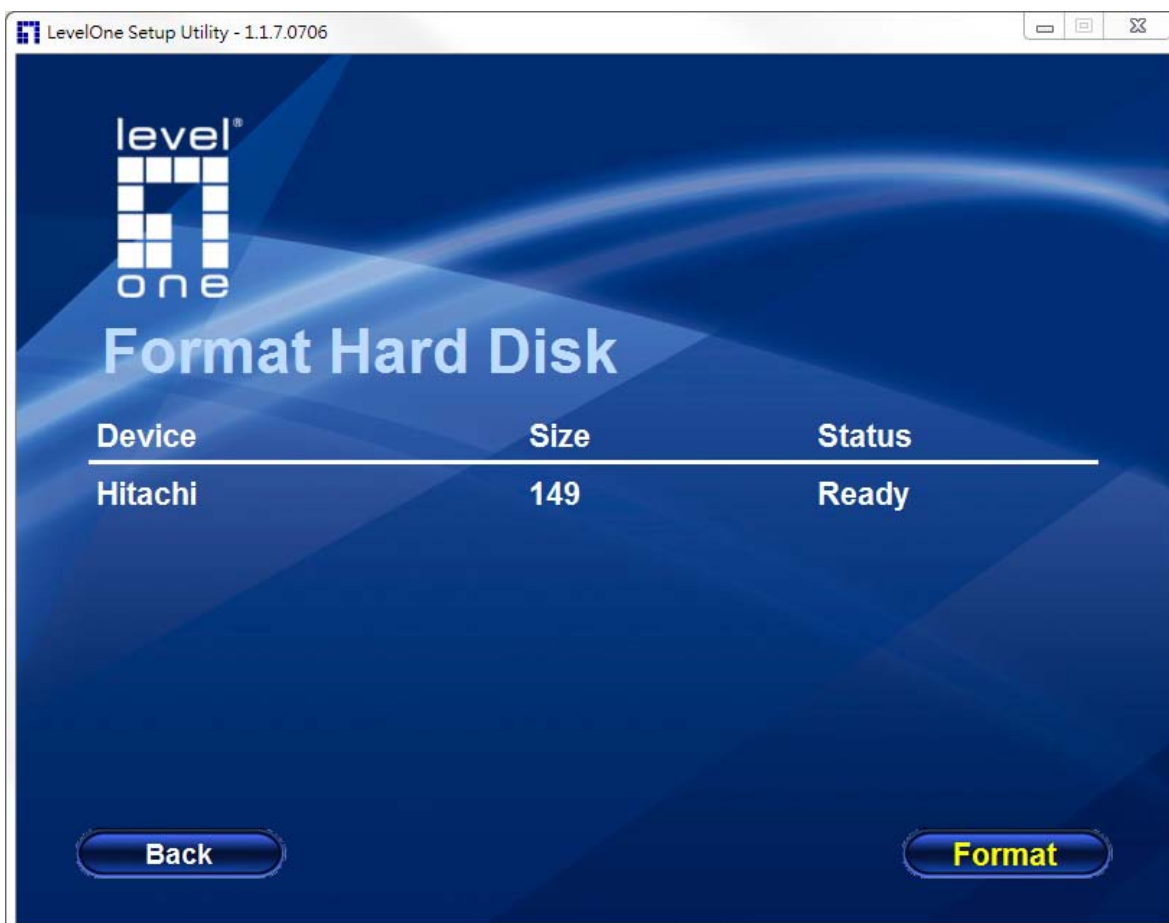 LevelOne Setup Utility - 1.1.7.0706
level®
one
Format Hard Disk
Device Size Status
Hitachi 149 Ready
Back Format